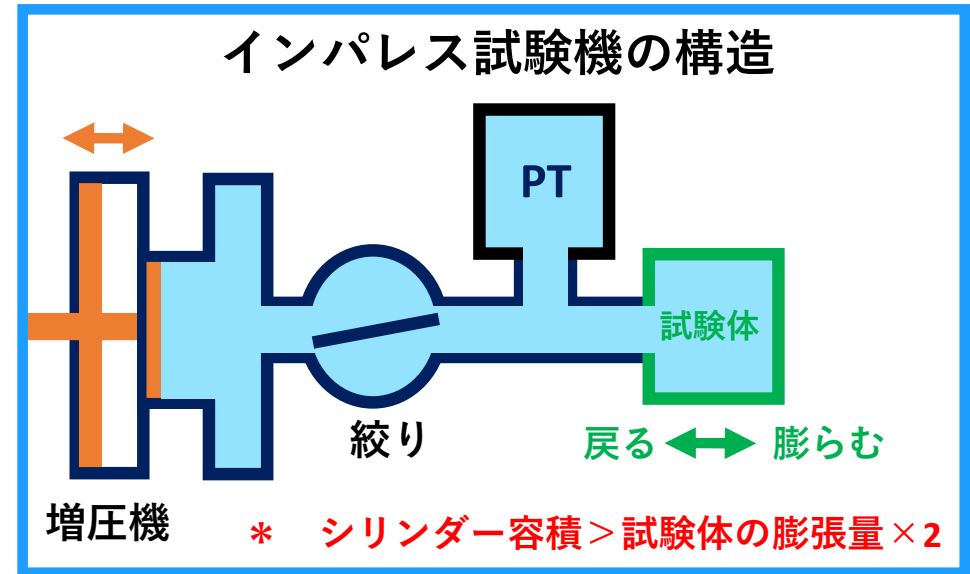 インパレス試験機の構造
PT
試験体
絞り
戻る
膨らむ
増圧機
* シリンダー容積＞試験体の膨張量×2